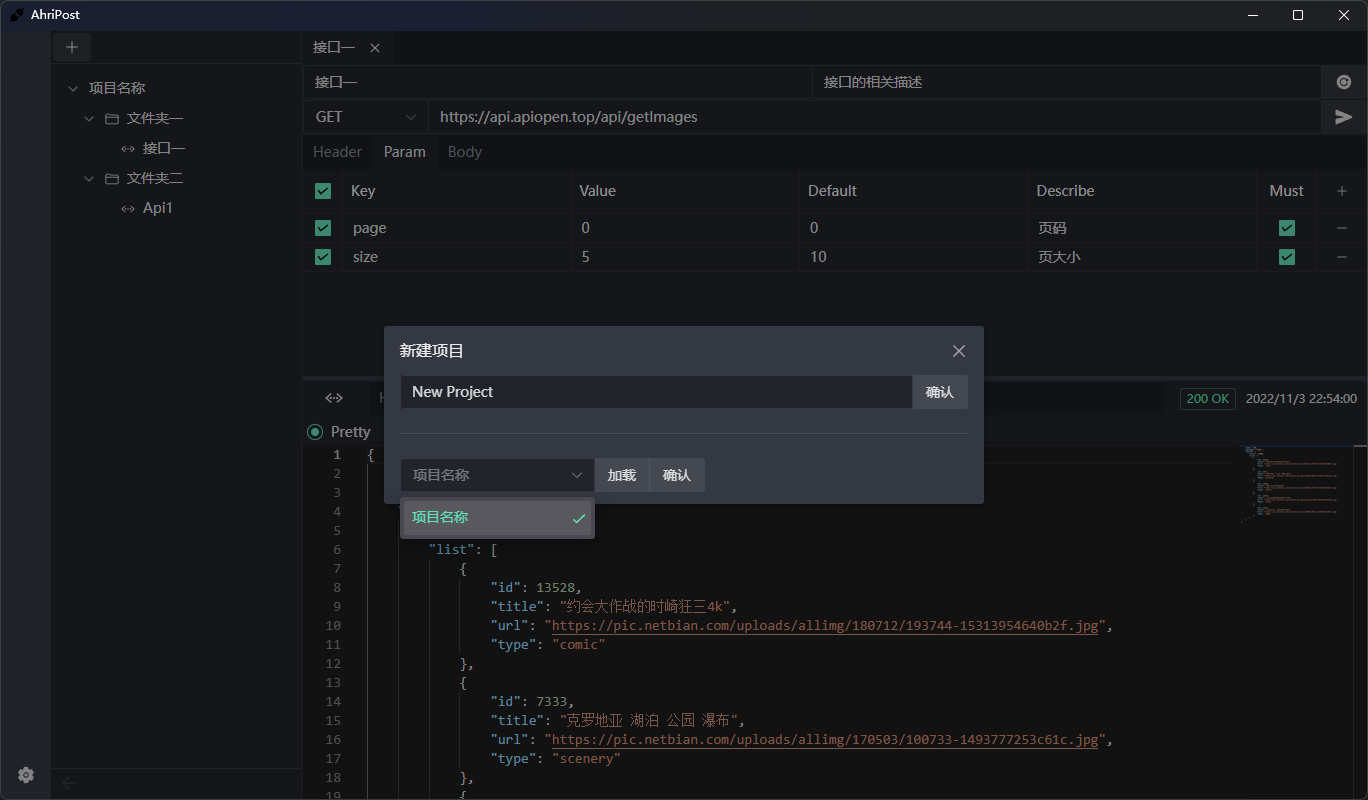 AhriPost
接口一
项目名称
文件夹一
接口一
文件夹二
Api1
接口一 接口的相关描述
GET https://api.apiopen.top/api/getImages
Header Param Body
Key Value Default Describe Must
page 0 0 页码
size 5 10 页大小
新建项目
New Project 确认
项目名称 加载 确认
项目名称
200 OK 2022/11/3 22:54:00
Pretty
1 {
2
3
4
5
6 "list": [
7 {
8 "id": 13528,
9 "title": "约会大作战的时崎狂三4k",
10 "url": "https://pic.netbian.com/uploads/allimg/180712/193744-15313954640b2f.jpg",
11 "type": "comic"
12 },
13 {
14 "id": 7333,
15 "title": "克罗地亚 湖泊 公园 瀑布",
16 "url": "https://pic.netbian.com/uploads/allimg/170503/100733-1493777253c61c.jpg",
17 "type": "scenery"
18 },
19 {